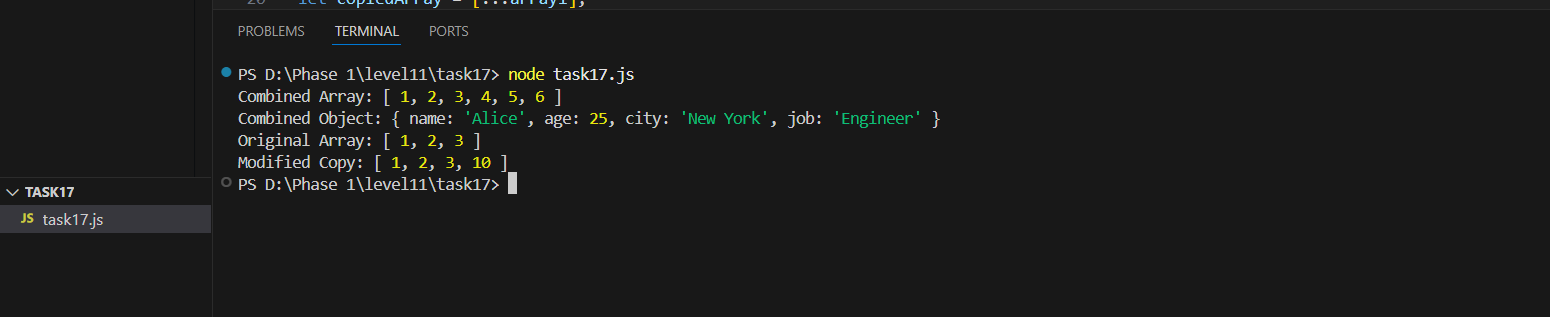 let copiedArray = [...array1];
PROBLEMS TERMINAL PORTS
PS D:\Phase 1\level11\task17> node task17.js
Combined Array: [ 1, 2, 3, 4, 5, 6 ]
Combined Object: { name: 'Alice', age: 25, city: 'New York', job: 'Engineer' }
Original Array: [ 1, 2, 3 ]
Modified Copy: [ 1, 2, 3, 10 ]
PS D:\Phase 1\level11\task17>
TASK17
JS task17.js